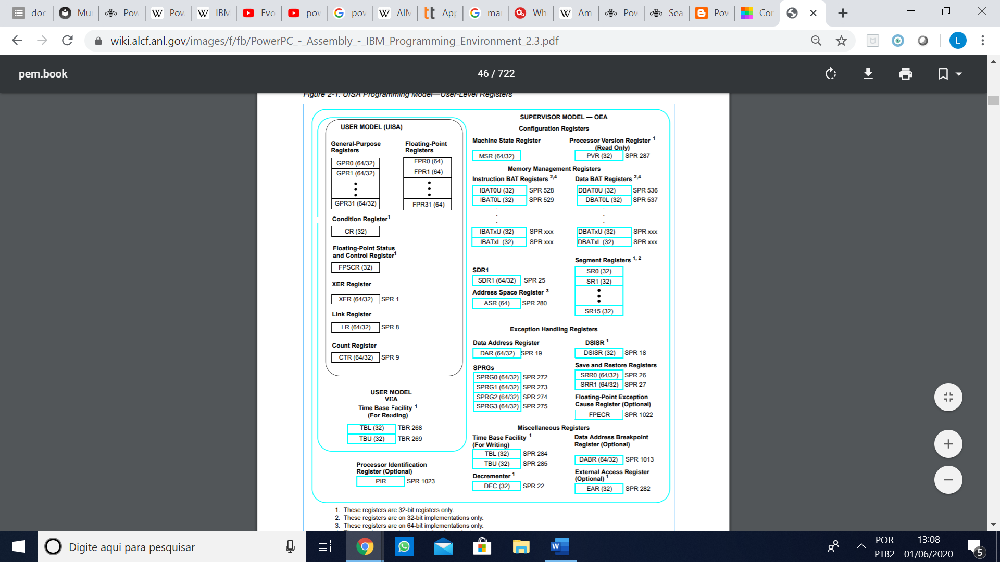 doc
Mur
Pow
Pow
IBM
Evo
pov
pov
AIM
App
mai
Wh
Am
Pow
Sea
Pow
Cor
wiki.alcf.anl.gov/images/f/fb/PowerPC_-_Assembly_-_IBM_Programming_Environment_2.3.pdf
L
pem.book
46 / 722
Figure 2-1. UISA Programming Model—User-Level Registers
SUPERVISOR MODEL — OEA
Configuration Registers
USER MODEL (UISA)
General-Purpose
Registers
GPR0 (64/32)
GPR1 (64/32)
GPR31 (64/32)
Floating-Point
Registers
FPR0 (64)
FPR1 (64)
FPR31 (64)
Condition Register1
CR (32)
Floating-Point Status
and Control Register1
FPSCR (32)
XER Register
XER (64/32) SPR 1
Link Register
LR (64/32) SPR 8
Count Register
CTR (64/32) SPR 9
USER MODEL
VEA
Time Base Facility 1
(For Reading)
TBL (32) TBR 268
TBU (32) TBR 269
Processor Identification
Register (Optional)
PIR SPR 1023
Machine State Register
MSR (64/32)
Processor Version Register 1
(Read Only)
PVR (32) SPR 287
Memory Management Registers
Instruction BAT Registers 2,4
IBAT0U (32) SPR 528
IBAT0L (32) SPR 529
.
.
.
IBATxU (32) SPR xxx
IBATxL (32) SPR xxx
Data BAT Registers 2,4
DBAT0U (32) SPR 536
DBAT0L (32) SPR 537
.
.
.
DBATxU (32) SPR xxx
DBATxL (32) SPR xxx
SDR1
SDR1 (64/32) SPR 25
Address Space Register 3
ASR (64) SPR 280
Segment Registers 1, 2
SR0 (32)
SR1 (32)
SR15 (32)
Exception Handling Registers
Data Address Register
DAR (64/32) SPR 19
SPRGs
SPRG0 (64/32) SPR 272
SPRG1 (64/32) SPR 273
SPRG2 (64/32) SPR 274
SPRG3 (64/32) SPR 275
DSISR 1
DSISR (32) SPR 18
Save and Restore Registers
SRR0 (64/32) SPR 26
SRR1 (64/32) SPR 27
Floating-Point Exception
Cause Register (Optional)
FPECR SPR 1022
Miscellaneous Registers
Time Base Facility 1
(For Writing)
TBL (32) SPR 284
TBU (32) SPR 285
Decrementer 1
DEC (32) SPR 22
Data Address Breakpoint
Register (Optional)
DABR (64/32) SPR 1013
External Access Register
(Optional) 1
EAR (32) SPR 282
1. These registers are 32-bit registers only.
2. These registers are on 32-bit implementations only.
3. These registers are on 64-bit implementations only.
Digite aqui para pesquisar
POR
PTB2
13:08
01/06/2020
5